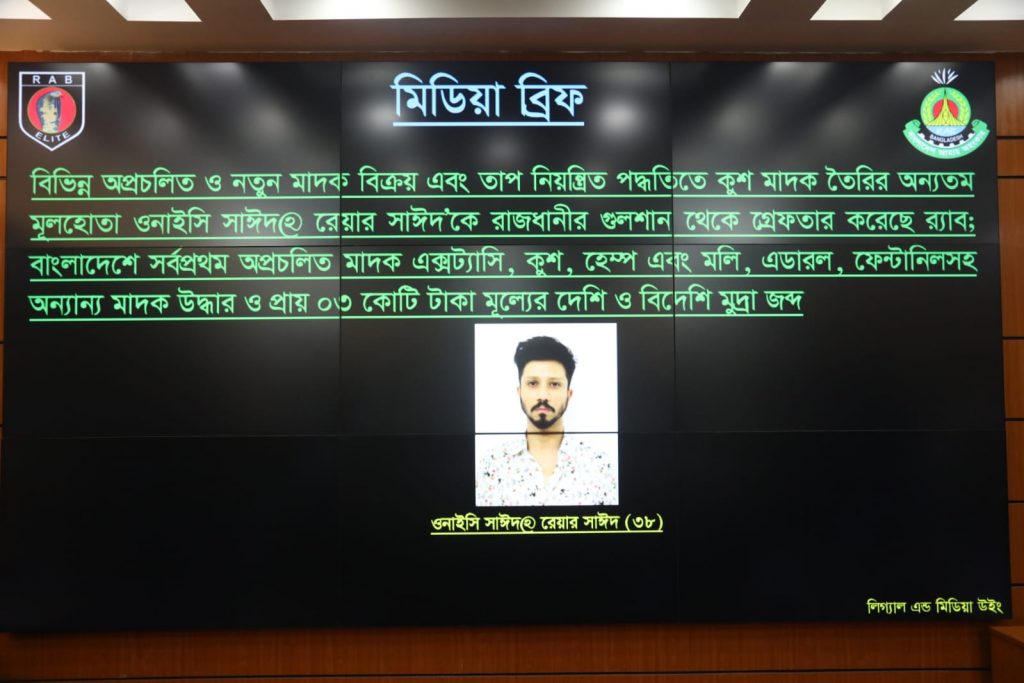 RAB
ELITE
মিডিয়া ব্রিফ
BANGLADESH
বিভিন্ন অপ্রচলিত ও নতুন মাদক বিক্রয় এবং তাপ নিয়ন্ত্রিত পদ্ধতিতে কুশ মাদক তৈরির অন্যতম
মূলহোতা ওনাইসি সাঈদ@ রেয়ার সাঈদ'কে রাজধানীর গুলশান থেকে গ্রেফতার করেছে র‍্যাব;
বাংলাদেশে সর্বপ্রথম অপ্রচলিত মাদক এক্সট্যাসি, কুশ, হেম্প এবং মলি, এডারল, ফেন্টানিলসহ
অন্যান্য মাদক উদ্ধার ও প্রায় ০৩ কোটি টাকা মূল্যের দেশি ও বিদেশি মুদ্রা জব্দ
ওনাইসি সাঈদ@ রেয়ার সাঈদ (৩৮)
লিগ্যাল এন্ড মিডিয়া উইং